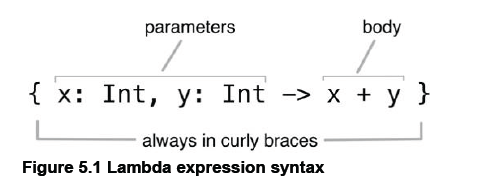 parameters body
{ x: Int, y: Int -> x + y }
always in curly braces
Figure 5.1 Lambda expression syntax